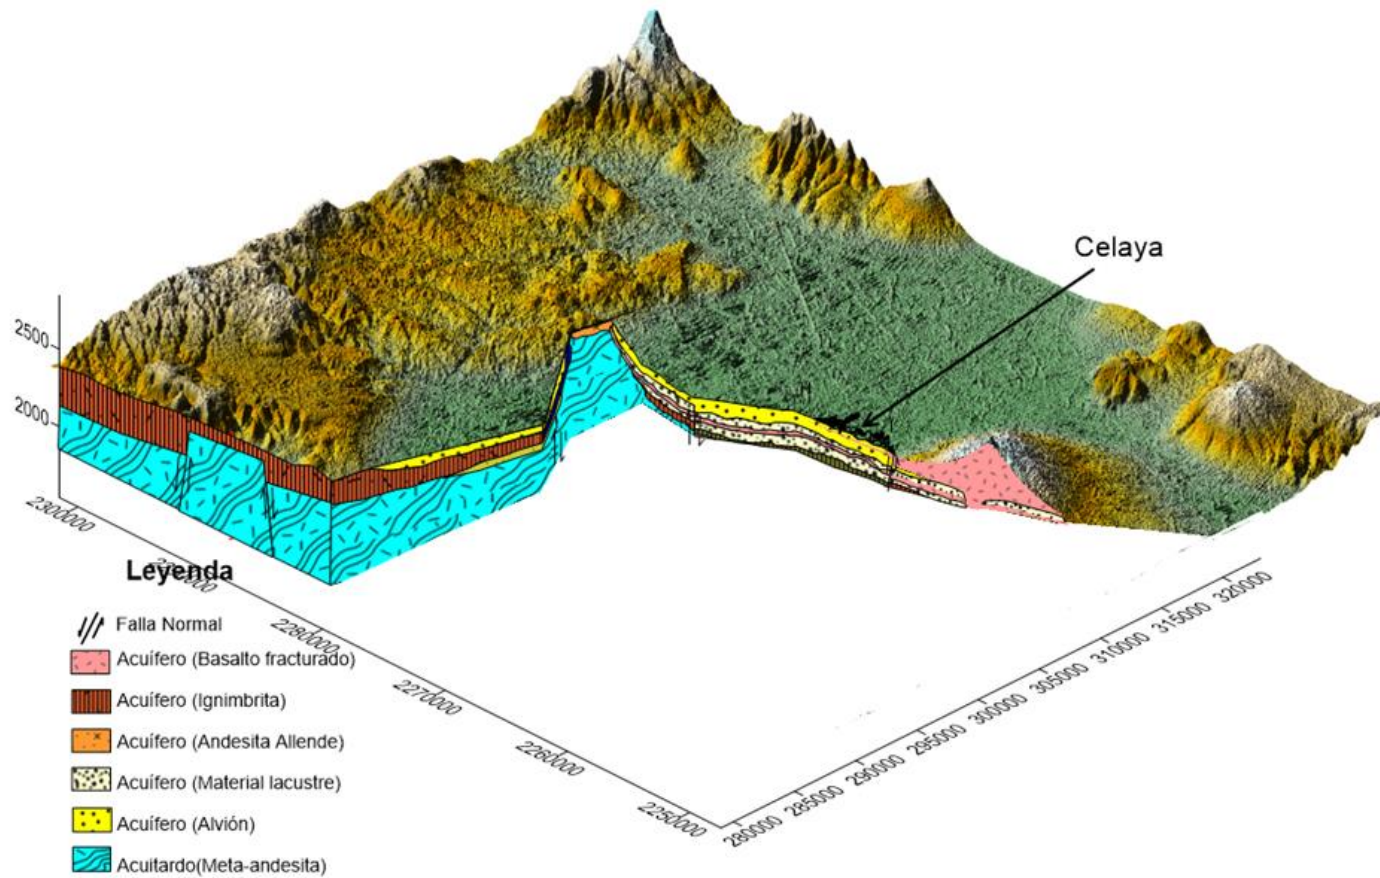 Celaya
2500
2000
2300000
Leyenda
2280000
2270000
2260000
2250000
280000
285000
290000
295000
300000
305000
310000
315000
320000
Falla Normal
Acuífero (Basalto fracturado)
Acuífero (Ignimbrita)
Acuífero (Andesita Allende)
Acuífero (Material lacustre)
Acuífero (Alvión)
Acuitardo(Meta-andesita)